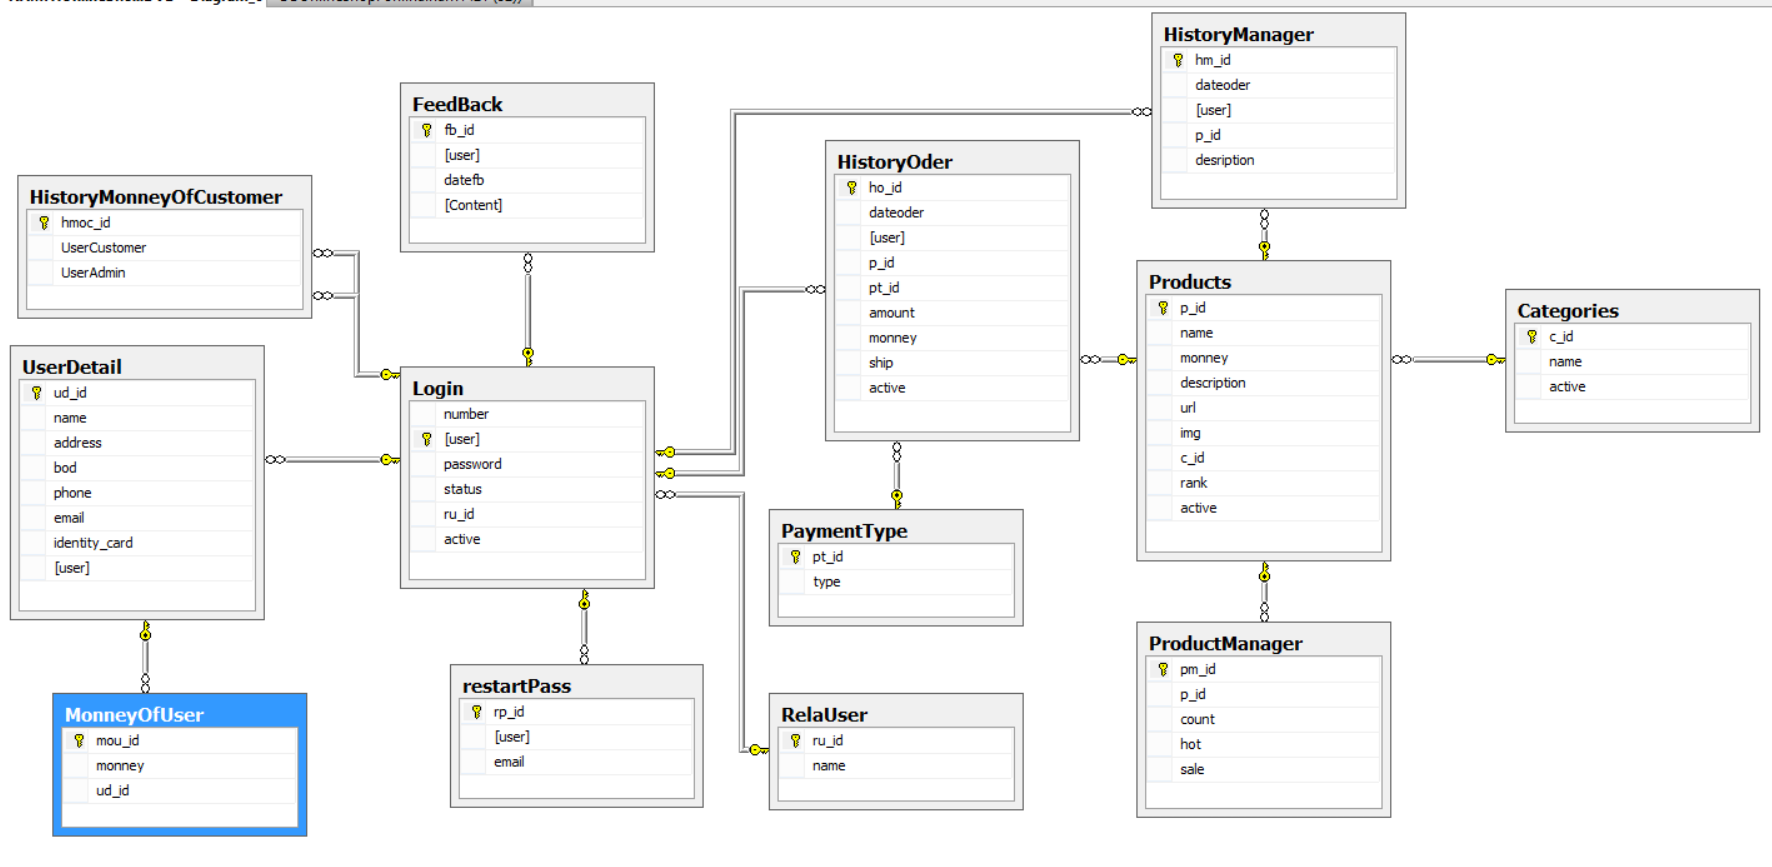 HistoryManager
hm_id
dateoder
[user]
p_id
desription
FeedBack
fb_id
[user]
datefb
[Content]
HistoryOder
ho_id
dateoder
[user]
p_id
pt_id
amount
monney
ship
active
HistoryMonneyOfCustomer
hmoc_id
UserCustomer
UserAdmin
Products
p_id
name
monney
description
url
img
c_id
rank
active
Categories
c_id
name
active
UserDetail
ud_id
name
address
bod
phone
email
identity_card
[user]
Login
number
[user]
password
status
ru_id
active
PaymentType
pt_id
type
ProductManager
pm_id
p_id
count
hot
sale
restartPass
rp_id
[user]
email
RelaUser
ru_id
name
MonneyOfUser
mou_id
monney
ud_id